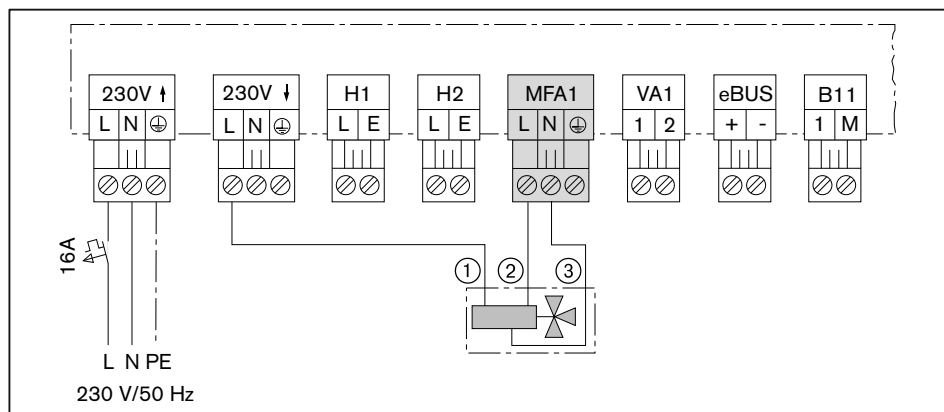 230V ↑ 230V ↓ H1 H2 MFA1 VA1 eBUS B11
L N ⏚ L N ⏚ L E L E L N ⏚ 1 2 + - 1 M
16A
① ② ③
L N PE
230 V/50 Hz